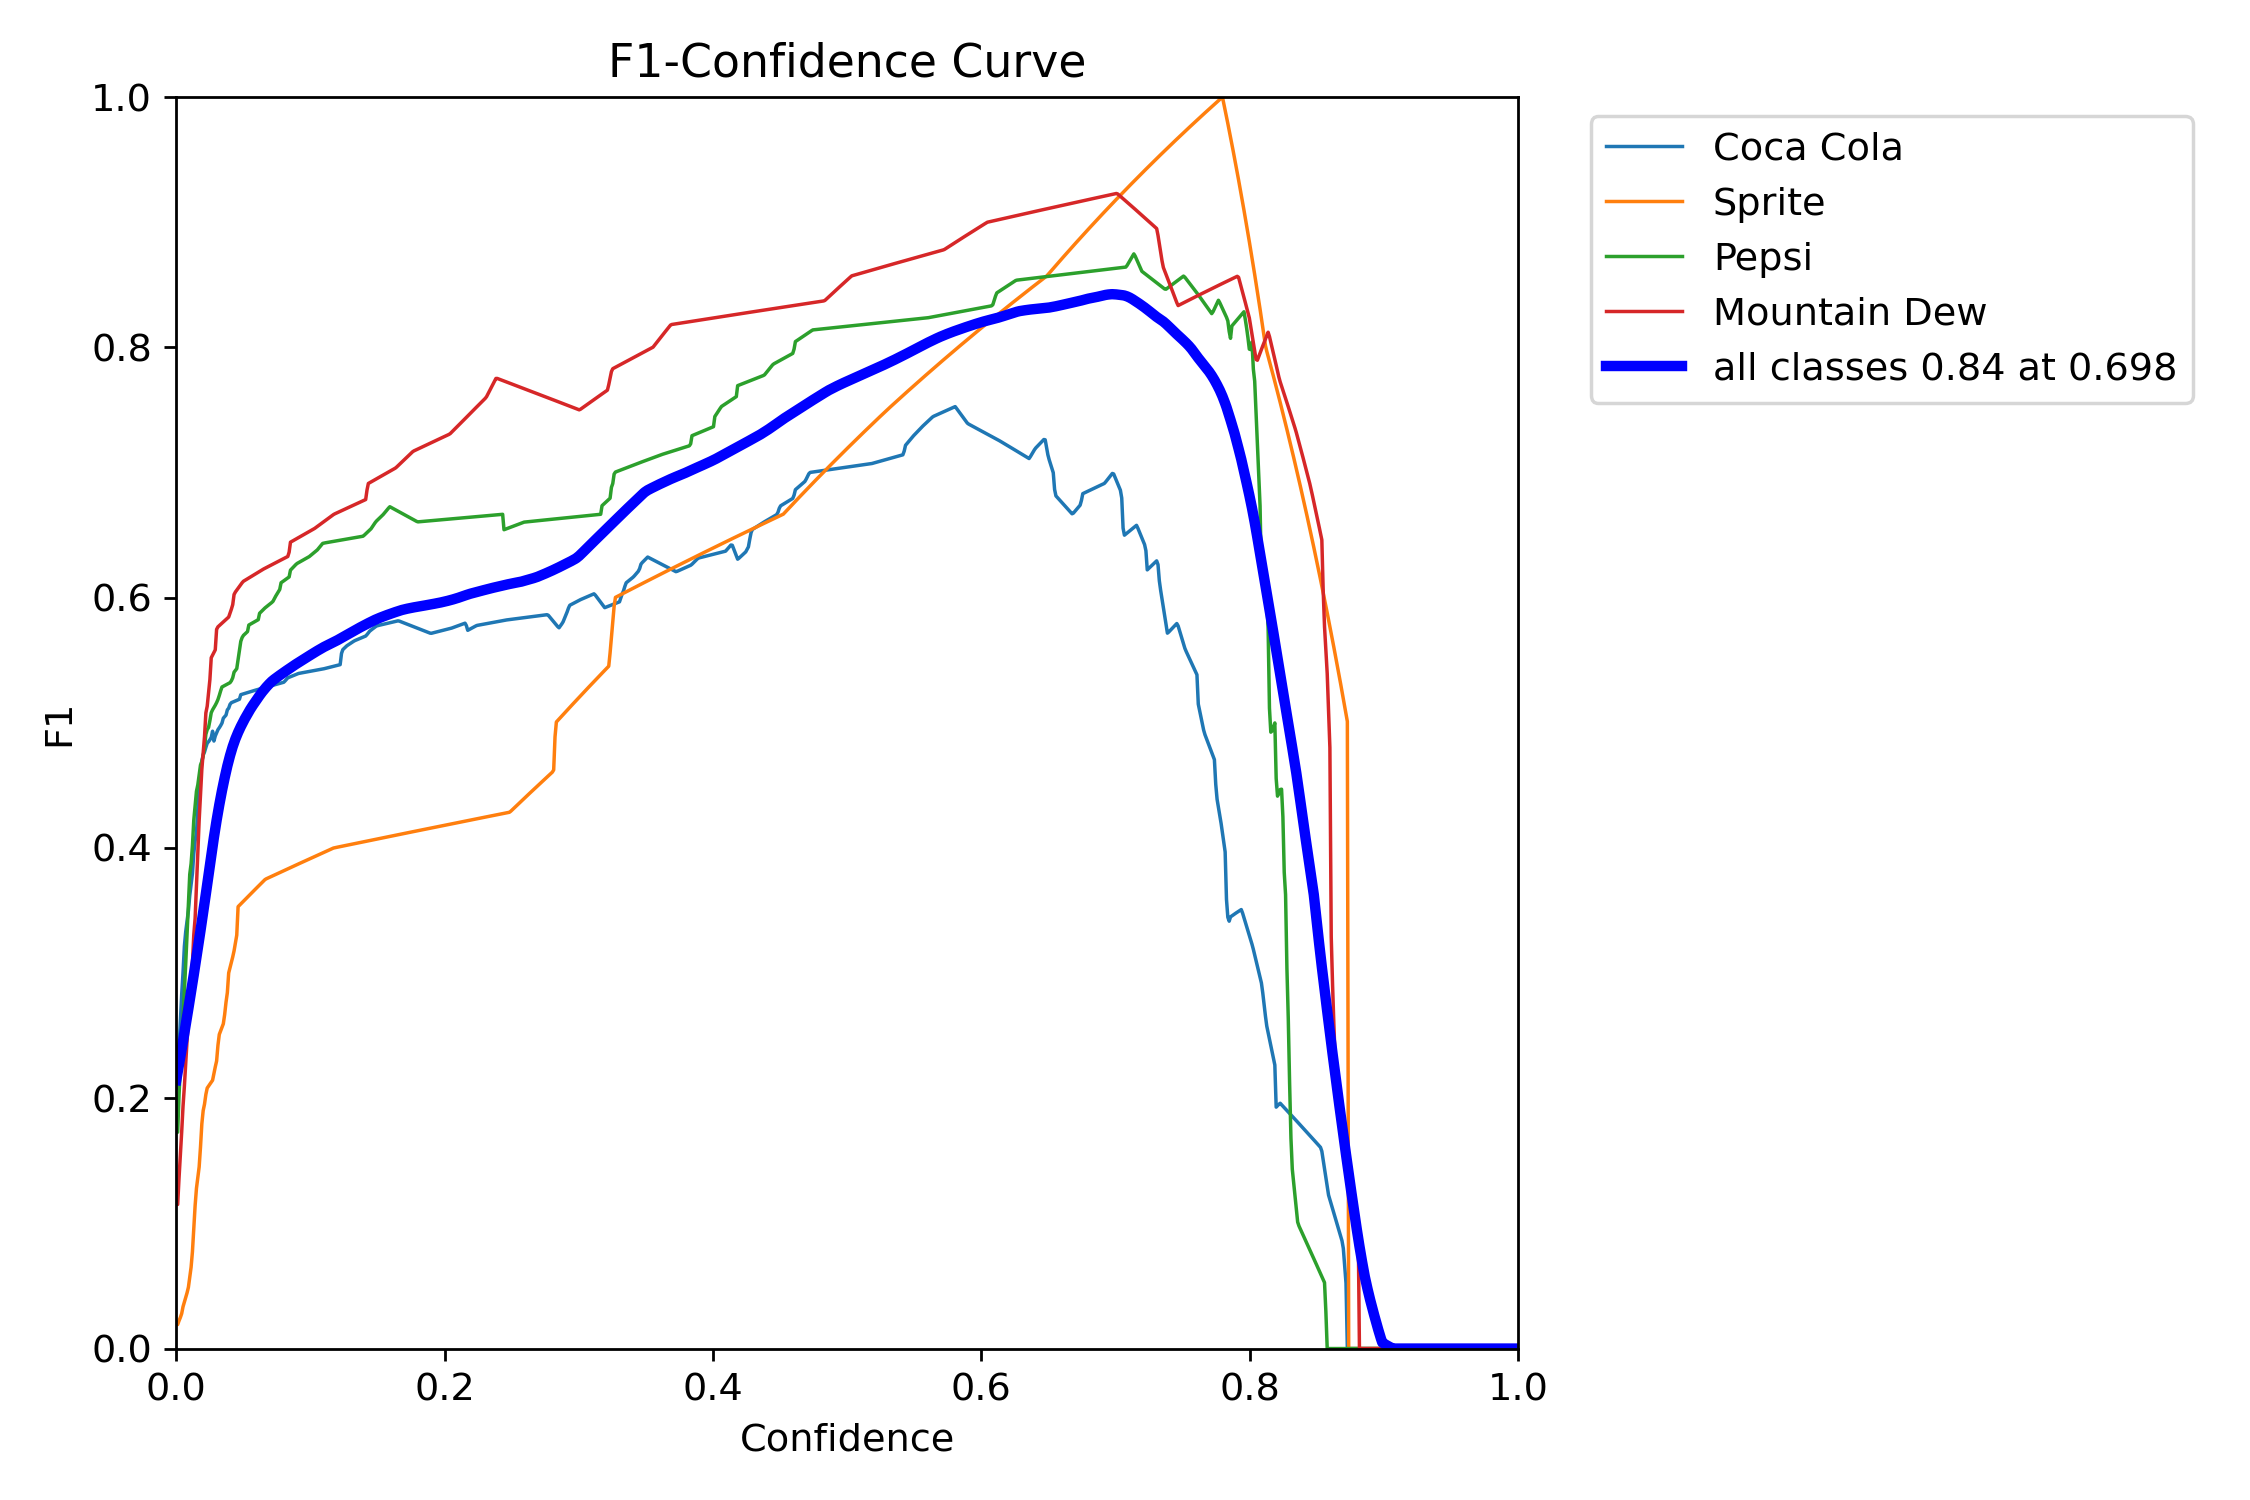 F1-Confidence Curve
1.0
0.8
0.6
0.4
0.2
0.0
F1
0.0 0.2 0.4 0.6 0.8 1.0
Confidence
Coca Cola
Sprite
Pepsi
Mountain Dew
all classes 0.84 at 0.698